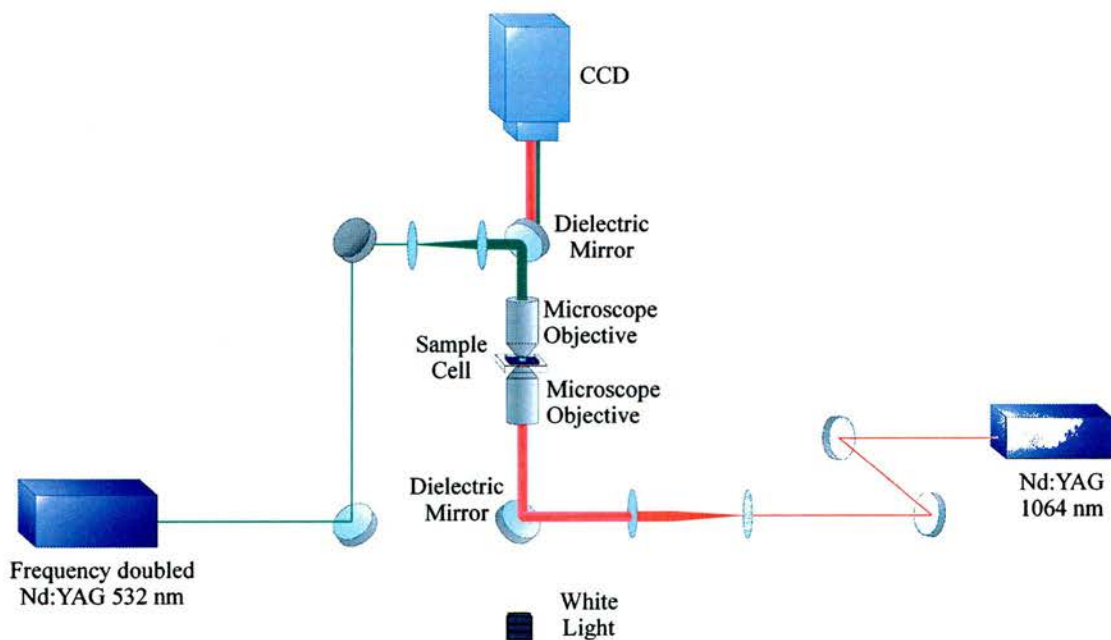 CCD
Dielectric
Mirror
Microscope
Objective
Sample
Cell
Microscope
Objective
Dielectric
Mirror
Nd:YAG
1064 nm
Frequency doubled
Nd:YAG 532 nm
White
Light